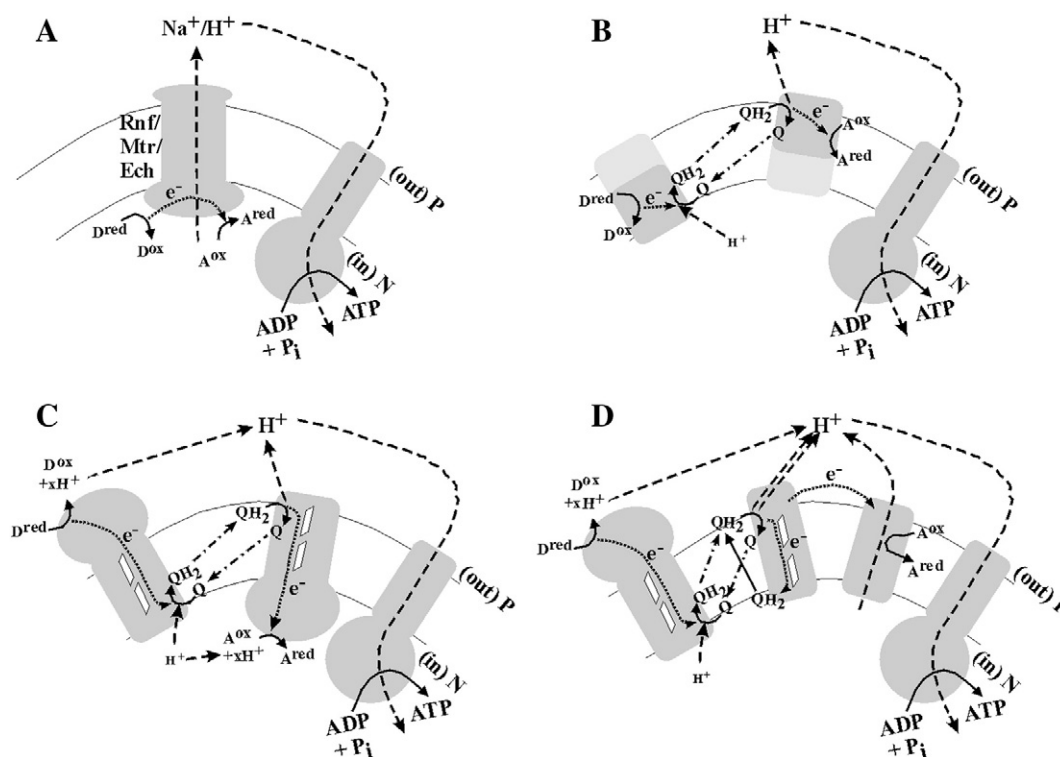 A
Na⁺/H⁺
Rnf/
Mtr/
Ech
e⁻
Dred
Dox
Aox
Ared
(out) P
(in) N
ADP
+ Pi
ATP
B
H⁺
QH2
Q
e⁻
Aox
Ared
QH2
Q
Dred
e⁻
Dox
H⁺
(out) P
(in) N
ADP
+ Pi
ATP
C
H⁺
Dox
+xH⁺
Dred
e⁻
QH2
Q
QH2
Q
e⁻
H⁺
Aox
+xH⁺
Ared
(out) P
(in) N
ADP
+ Pi
ATP
D
H⁺
Dox
+xH⁺
Dred
e⁻
e⁻
QH2
Q
e⁻
Aox
Ared
QH2
Q
QH2
H⁺
(out) P
(in) N
ADP
+ Pi
ATP